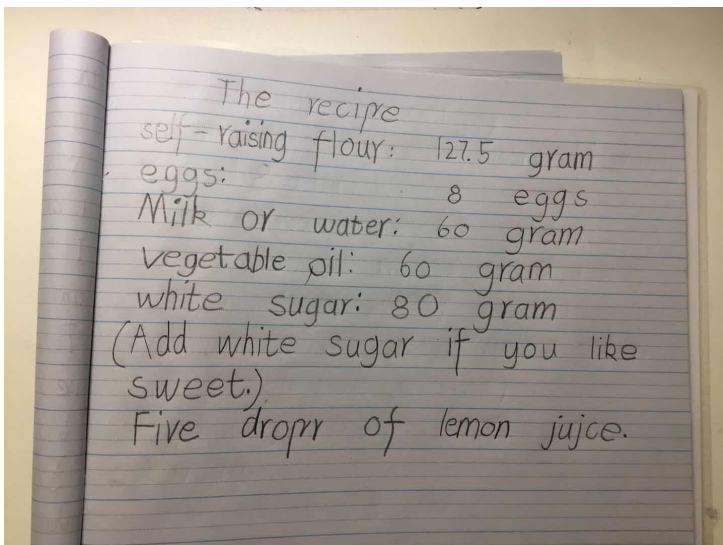 The recipe
self-raising flour: 127.5 gram
eggs: 8 eggs
Milk or water: 60 gram
vegetable oil: 60 gram
white sugar: 80 gram
(Add white sugar if you like
sweet.)
Five dropr of lemon jujce.